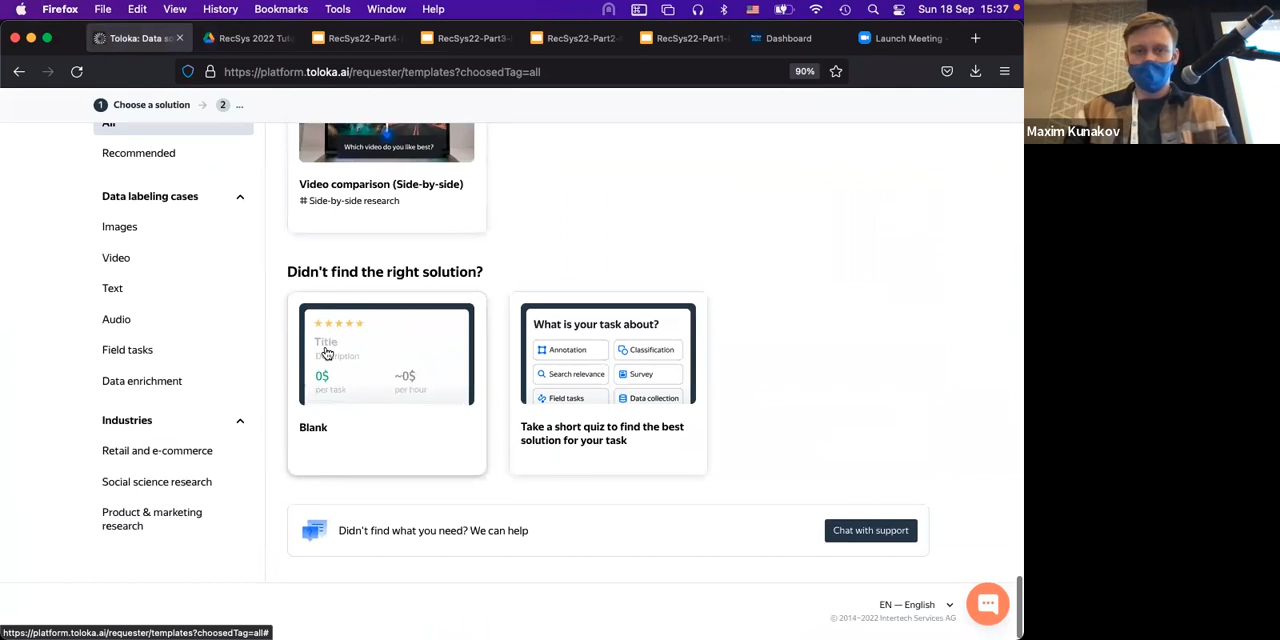 Firefox File Edit View History Bookmarks Tools Window Help
Sun 18 Sep 15:37
Toloka: Data s
RecSys 2022 Tut
RecSys22-Part4-
RecSys22-Part3-
RecSys22-Part2-
RecSys22-Part1-
Dashboard
Launch Meeting -
https://platform.toloka.ai/requester/templates?choosedTag=all
90%
1 Choose a solution → 2 ...
All
Recommended
Data labeling cases
Images
Video
Text
Audio
Field tasks
Data enrichment
Industries
Retail and e-commerce
Social science research
Product & marketing
research
Which video do you like best?
Video comparison (Side-by-side)
# Side-by-side research
Didn't find the right solution?
Title
Description
0$ ~0$
per task per hour
Blank
What is your task about?
Annotation Classification
Search relevance Survey
Field tasks Data collection
Take a short quiz to find the best
solution for your task
Didn't find what you need? We can help
Chat with support
EN — English
© 2014–2022 Intertech Services AG
https://platform.toloka.ai/requester/templates?choosedTag=all#
Maxim Kunakov